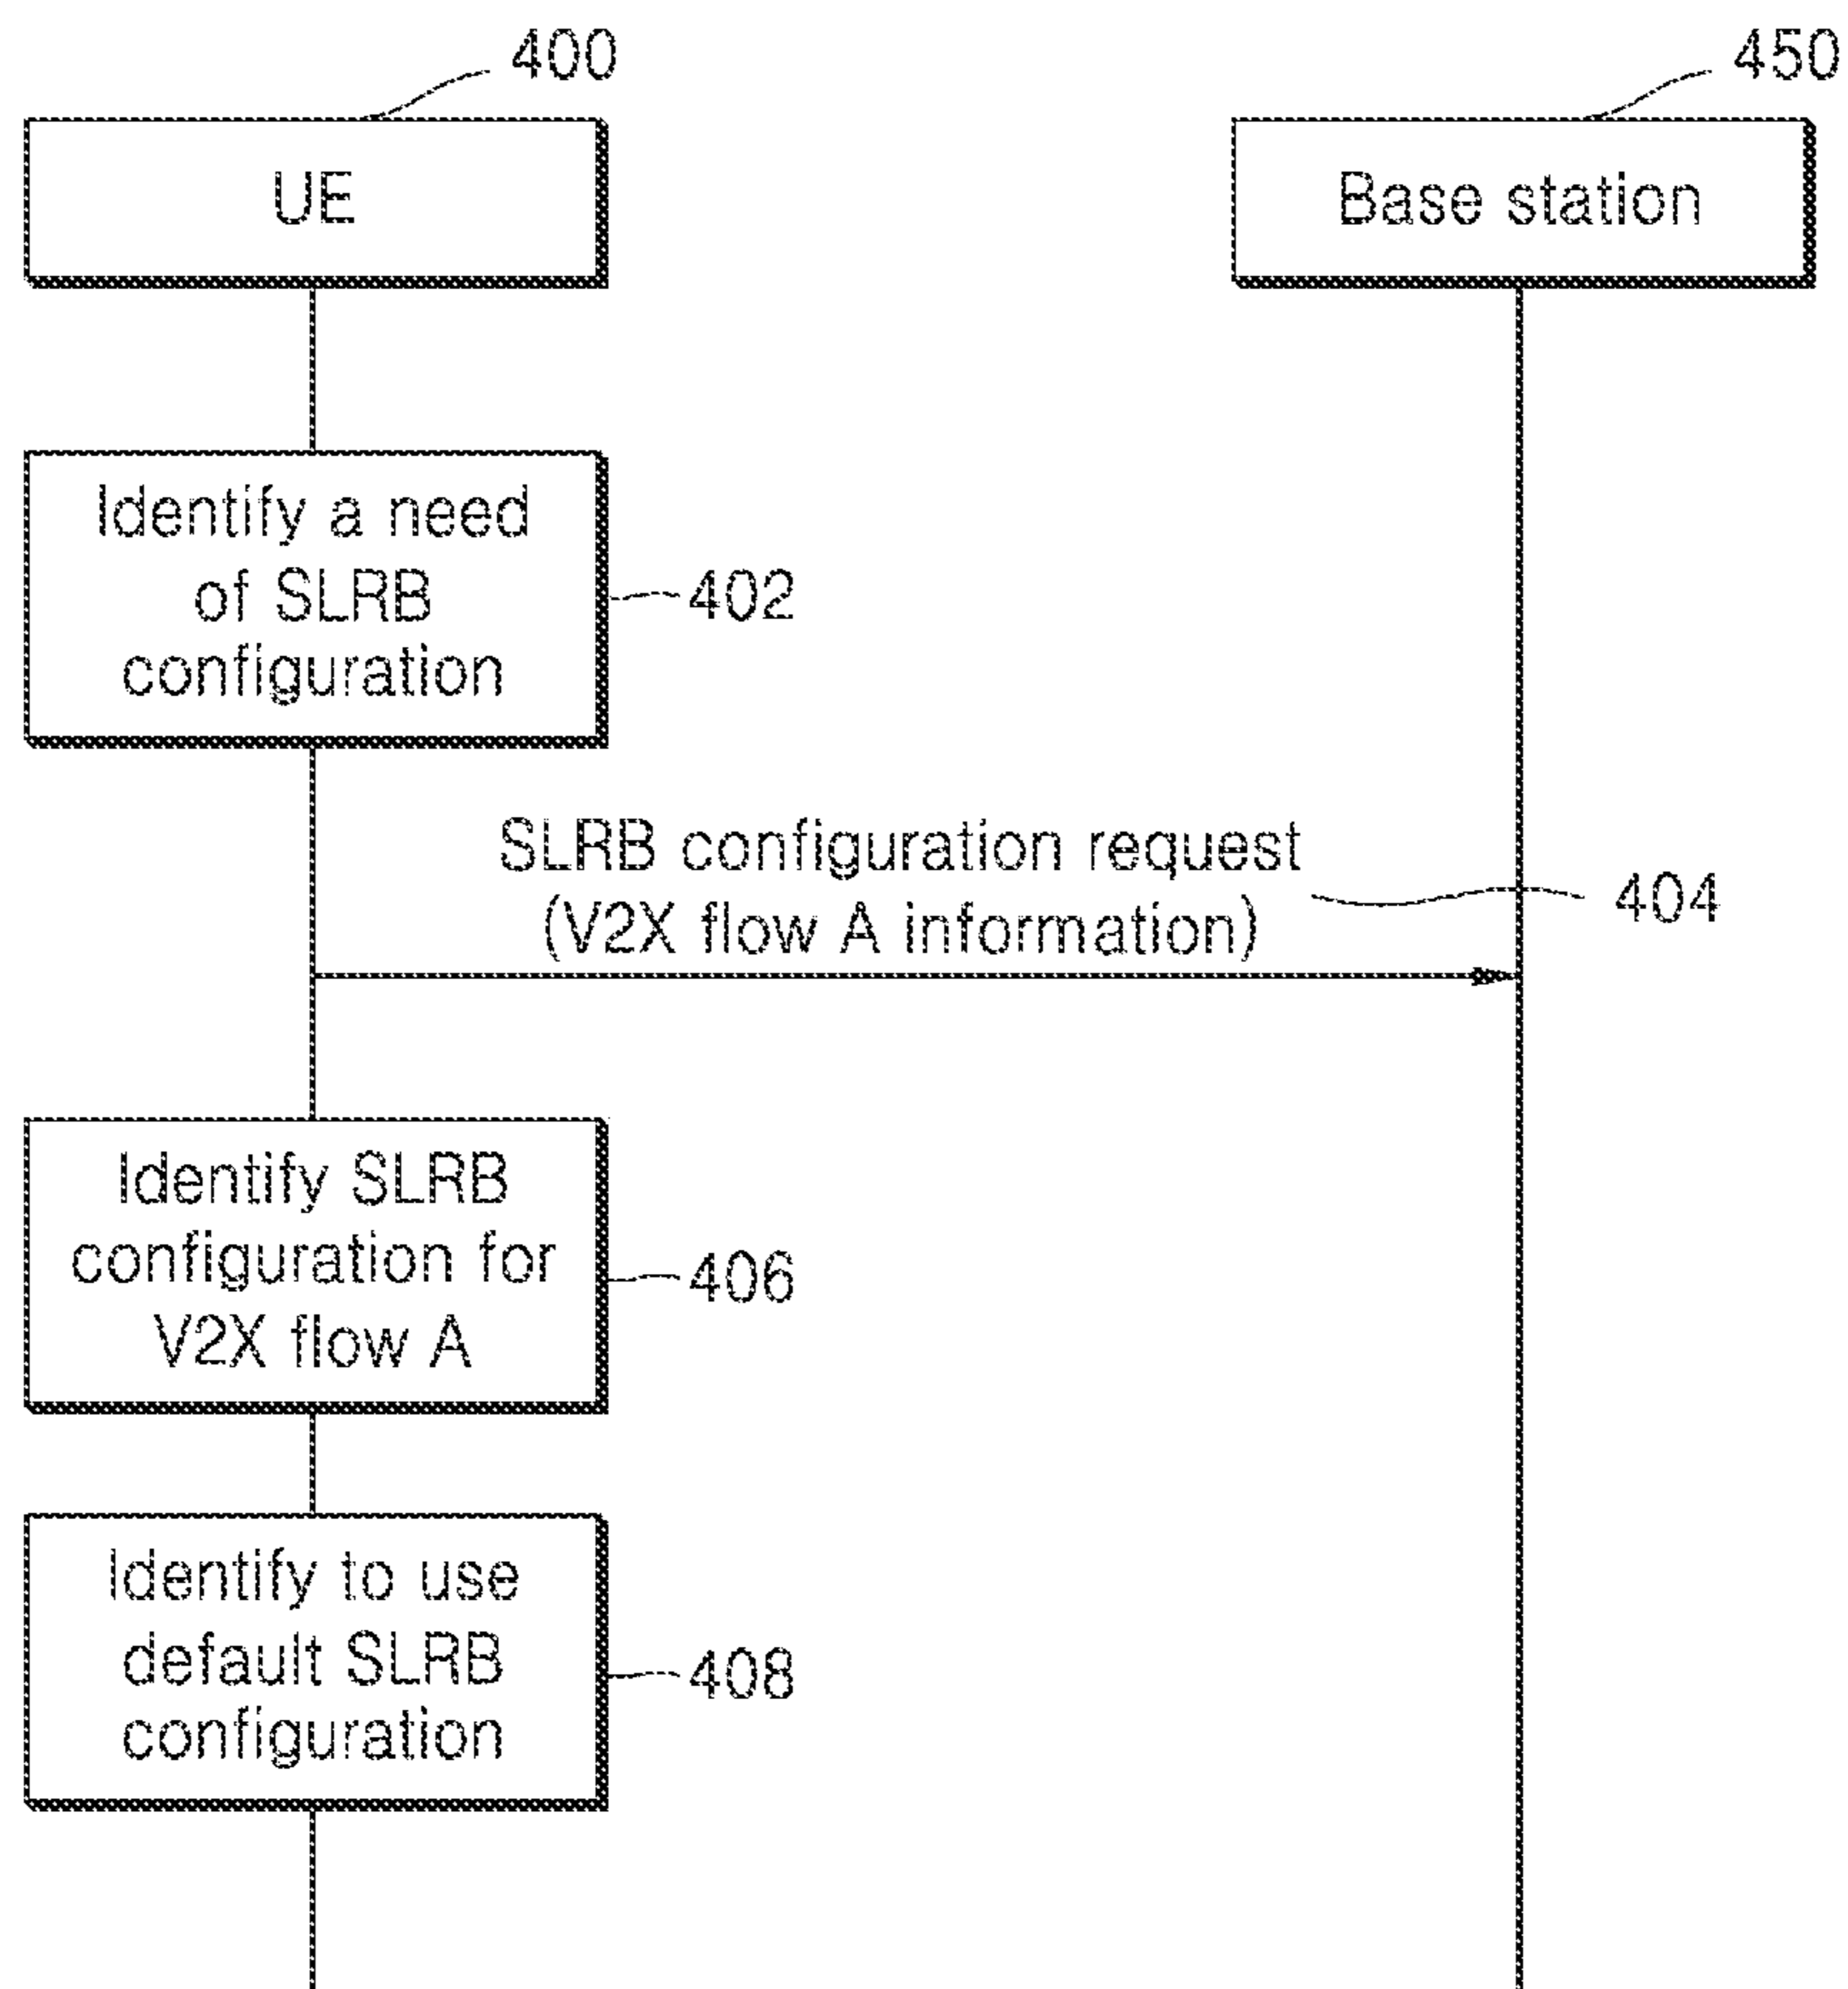 400
450
UE
Base station
Identify a need
of SLRB
configuration
402
SLRB configuration request
(V2X flow A information)
404
Identify SLRB
configuration for
V2X flow A
406
Identify to use
default SLRB
configuration
408